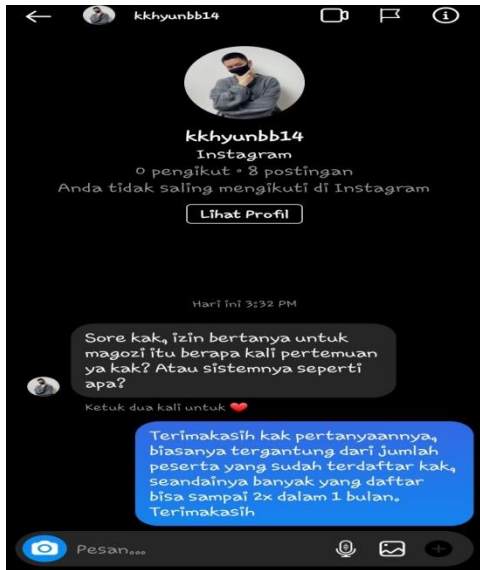 kkhyunbb14
kkhyunbb14
Instagram
0 pengikut • 8 postingan
Anda tidak saling mengikuti di Instagram
Lihat Profil
Hari ini 3:32 PM
Sore kak, izin bertanya untuk
magozi itu berapa kali pertemuan
ya kak? Atau sistemnya seperti
apa?
Ketuk dua kali untuk ❤️
Terimakasih kak pertanyaannya,
biasanya tergantung dari jumlah
peserta yang sudah terdaftar kak,
seandainya banyak yang daftar
bisa sampai 2x dalam 1 bulan.
Terimakasih
Pesan...